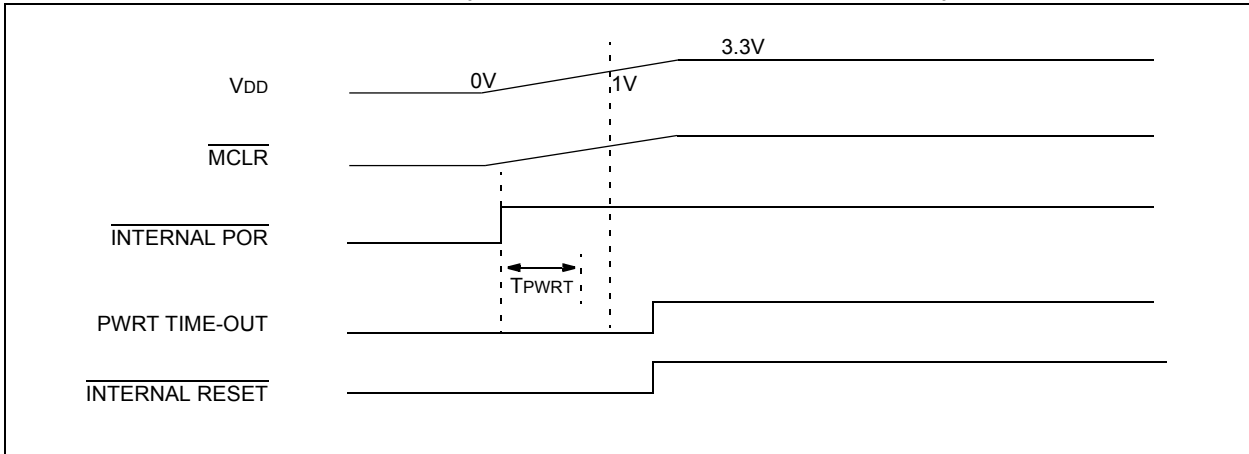 3.3V
VDD
0V
1V
MCLR
INTERNAL POR
TPWRT
PWRT TIME-OUT
INTERNAL RESET